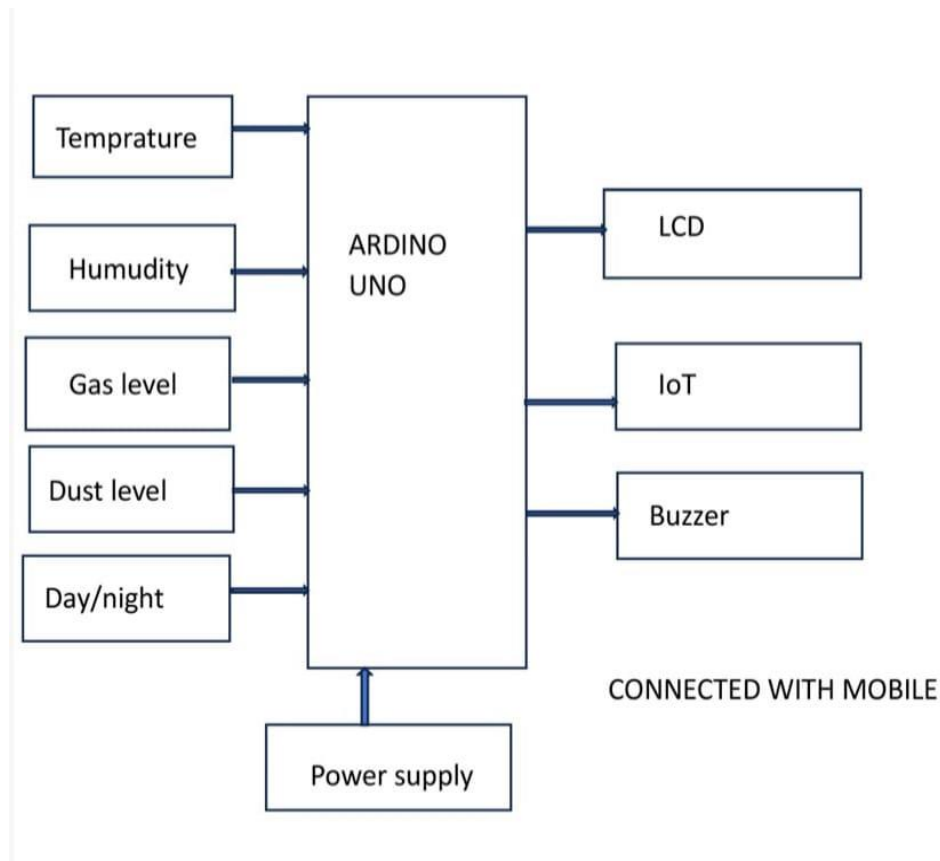 Temprature
Humudity
Gas level
Dust level
Day/night
ARDINO
UNO
LCD
IoT
Buzzer
CONNECTED WITH MOBILE
Power supply